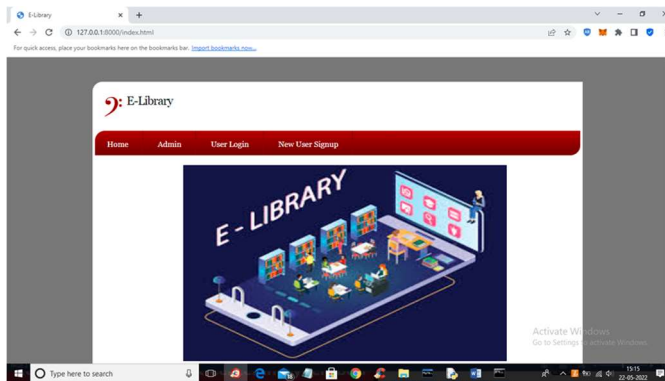 E-Library
127.0.0.1:8000/index.html
For quick access, place your bookmarks here on the bookmarks bar. Import bookmarks now...
E-Library
Home Admin User Login New User Signup
E - LIBRARY
Activate Windows
Go to Settings to activate Windows.
Type here to search
15:15
22-05-2022